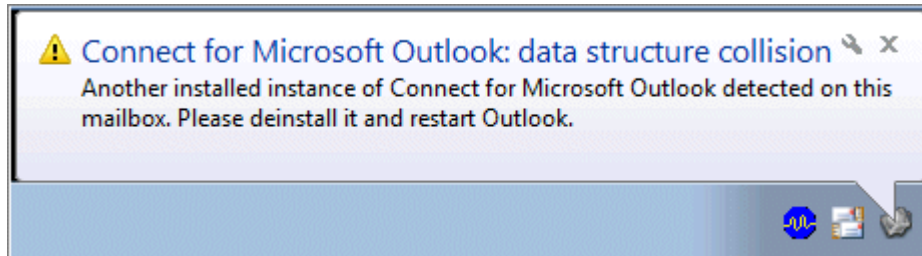 Connect for Microsoft Outlook: data structure collision
Another installed instance of Connect for Microsoft Outlook detected on this
mailbox. Please deinstall it and restart Outlook.